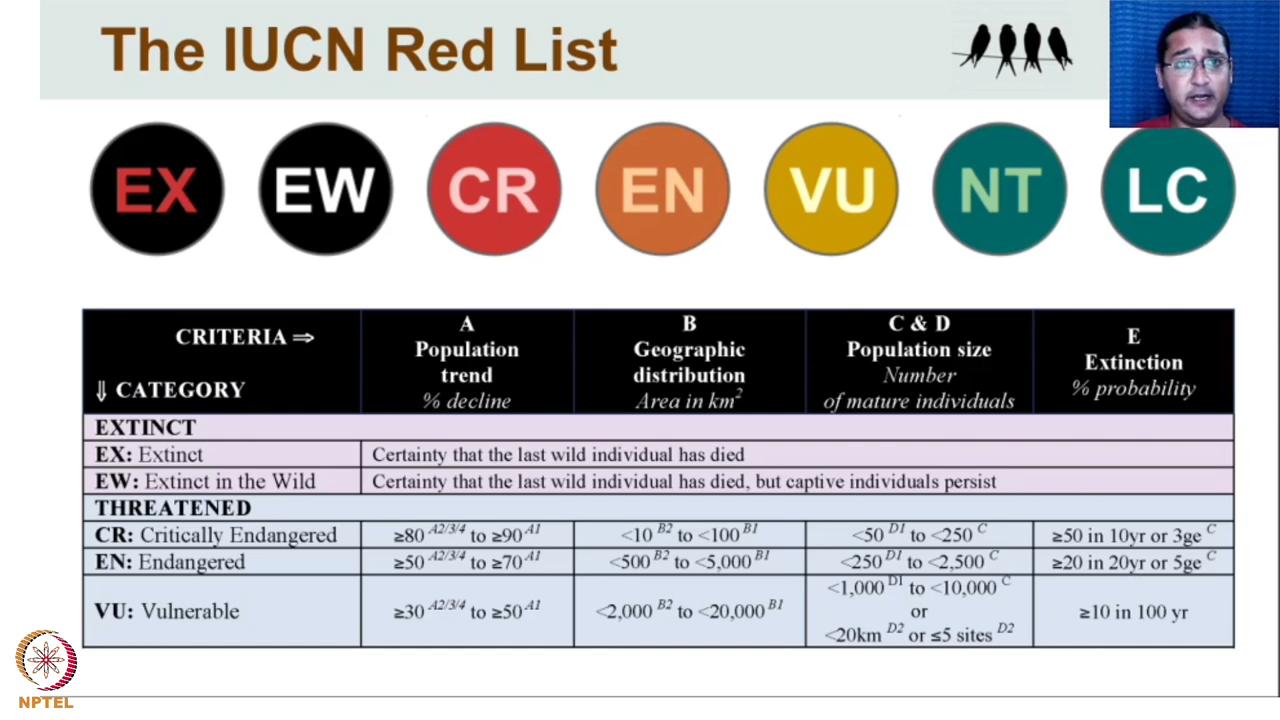 The IUCN Red List
EX EW CR EN VU NT LC
CRITERIA ⇒
⇓ CATEGORY
A
Population
trend
% decline
B
Geographic
distribution
Area in km²
C & D
Population size
Number
of mature individuals
E
Extinction
% probability
EXTINCT
EX: Extinct Certainty that the last wild individual has died
EW: Extinct in the Wild Certainty that the last wild individual has died, but captive individuals persist
THREATENED
CR: Critically Endangered ≥80 A2/3/4 to ≥90 A1 <10 B2 to <100 B1 <50 D1 to <250 C ≥50 in 10yr or 3ge C
EN: Endangered ≥50 A2/3/4 to ≥70 A1 <500 B2 to <5,000 B1 <250 D1 to <2,500 C ≥20 in 20yr or 5ge C
VU: Vulnerable ≥30 A2/3/4 to ≥50 A1 <2,000 B2 to <20,000 B1 <1,000 D1 to <10,000 C
or
<20km D2 or ≤5 sites D2
≥10 in 100 yr
NPTEL